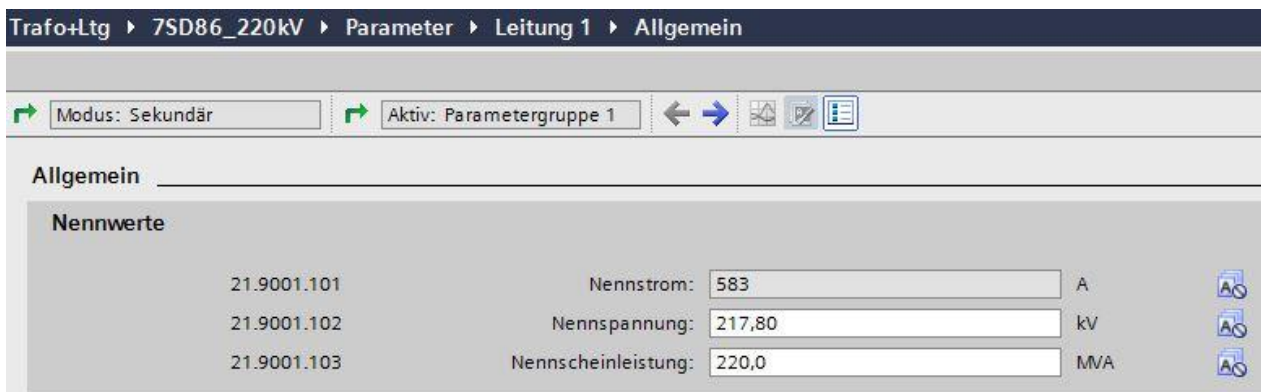 Trafo+Ltg ▸ 7SD86_220kV ▸ Parameter ▸ Leitung 1 ▸ Allgemein
Modus: Sekundär Aktiv: Parametergruppe 1
Allgemein
Nennwerte
21.9001.101 Nennstrom: 583 A
21.9001.102 Nennspannung: 217,80 kV
21.9001.103 Nennscheinleistung: 220,0 MVA